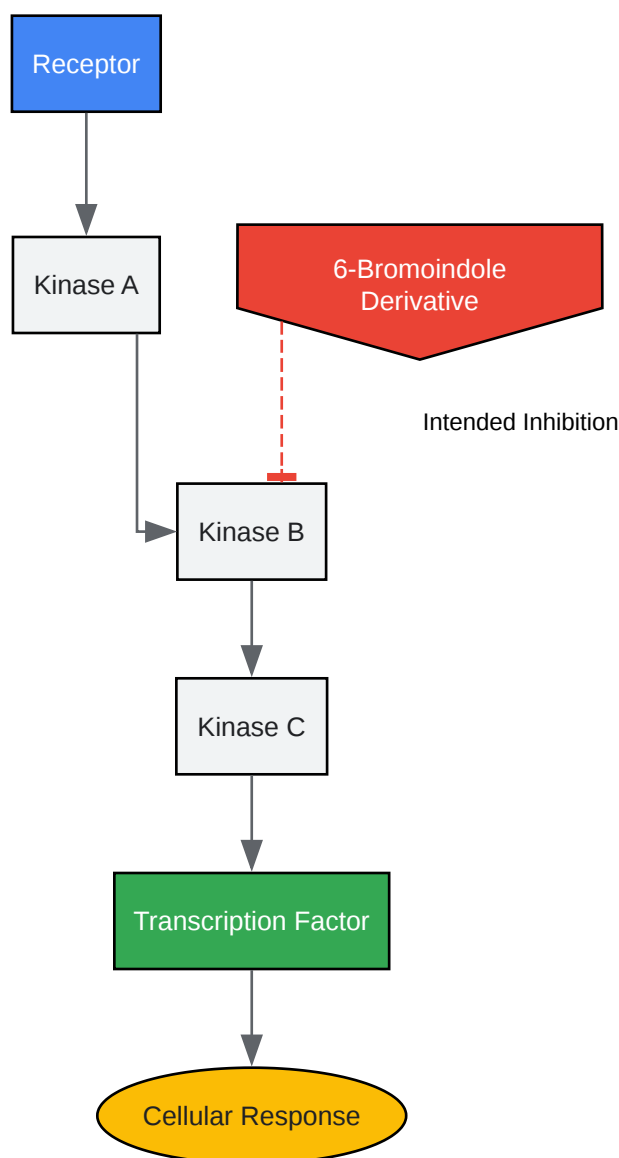 Receptor
Kinase A
6-Bromoindole
Derivative
Intended Inhibition
Kinase B
Kinase C
Transcription Factor
Cellular Response